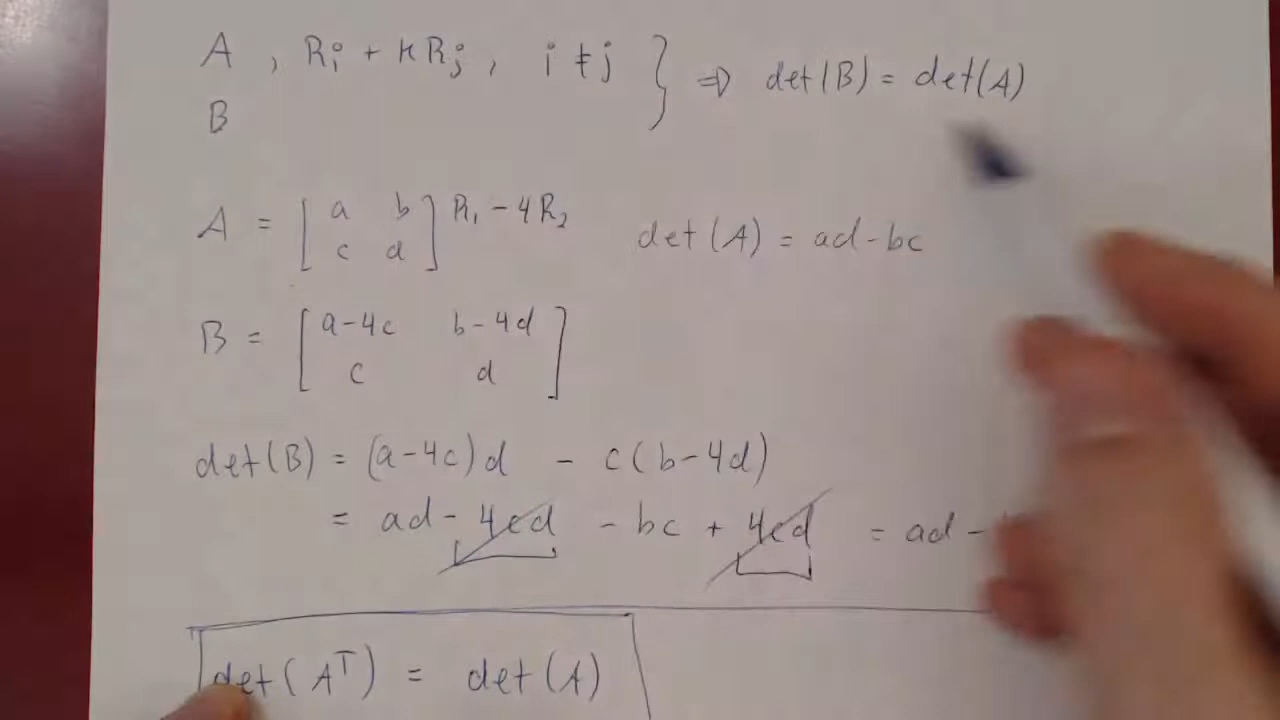 A , Ri + kRj , i ≠ j } ⇒ det(B) = det(A)
B
A = [ a b ] R₁ - 4R₂ det(A) = ad - bc
[ c d ]
B = [ a-4c b-4d ]
[ c d ]
det(B) = (a-4c)d - c(b-4d)
= ad - 4cd - bc + 4cd = ad -
det(Aᵀ) = det(A)